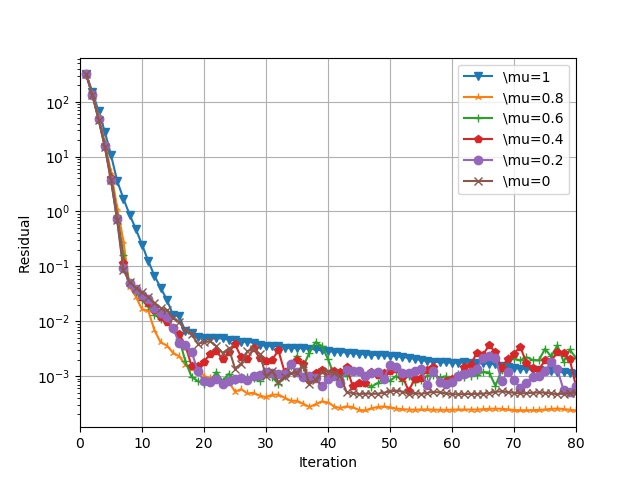 \mu=1
\mu=0.8
\mu=0.6
\mu=0.4
\mu=0.2
\mu=0
Residual
10²
10¹
10⁰
10⁻¹
10⁻²
10⁻³
0 10 20 30 40 50 60 70 80
Iteration